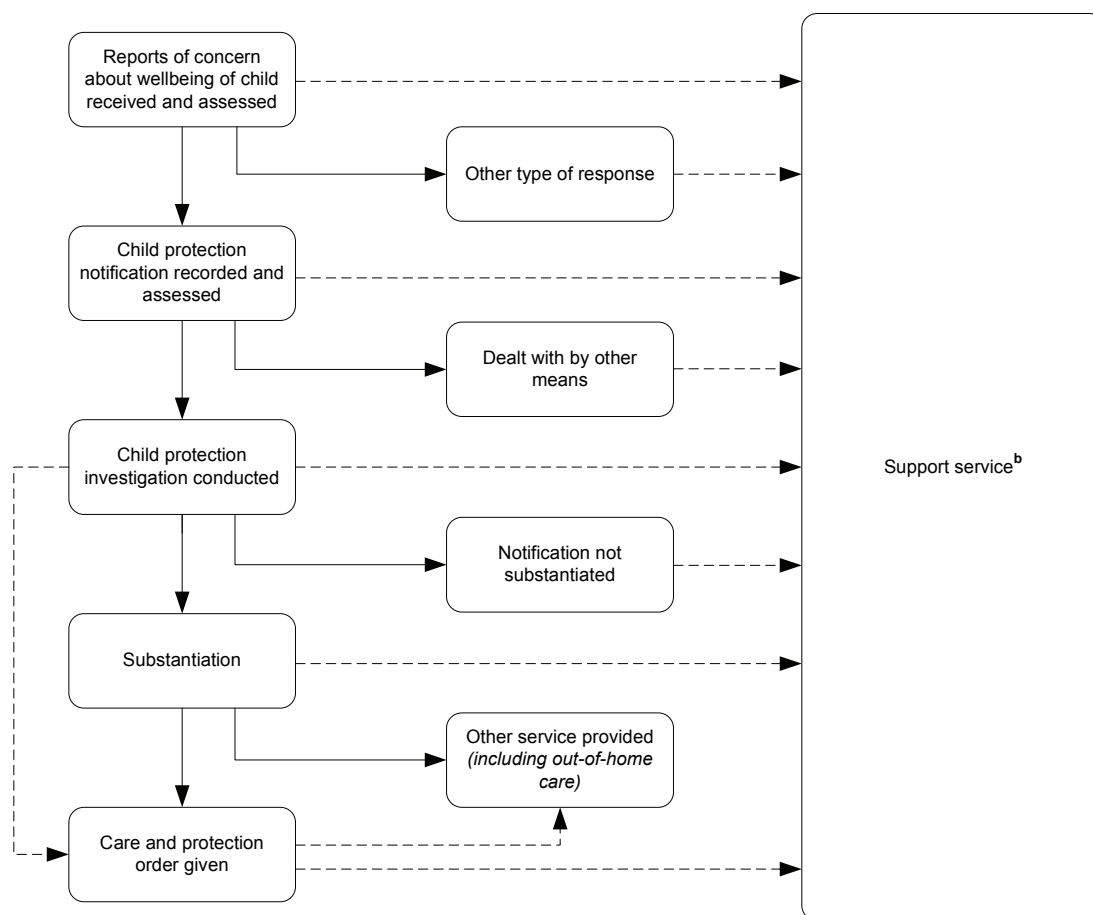 Reports of concern
about wellbeing of child
received and assessed
Other type of response
Child protection
notification recorded and
assessed
Dealt with by other
means
Child protection
investigation conducted
Support service^b
Notification not
substantiated
Substantiation
Other service provided
(including out-of-home
care)
Care and protection
order given